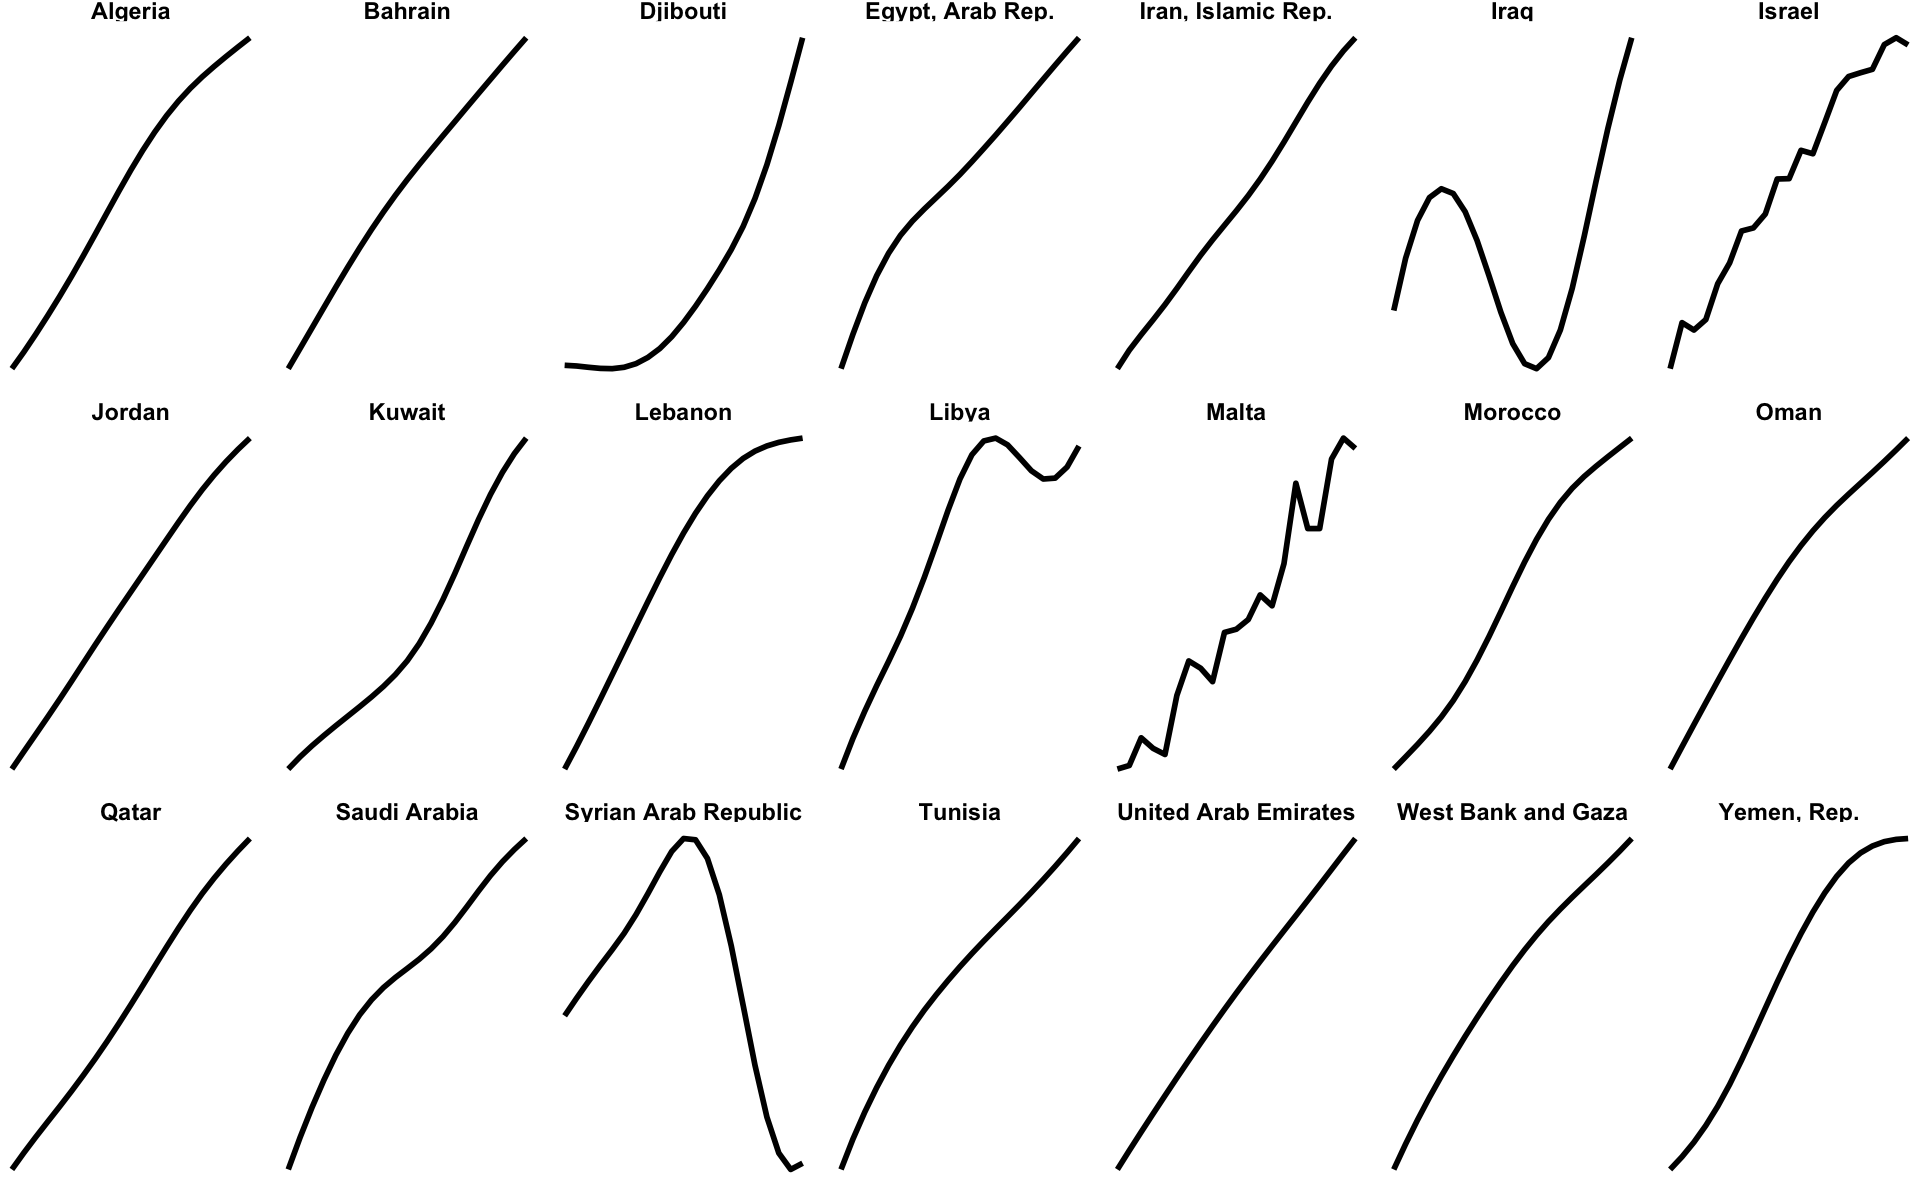 Algeria
Bahrain
Djibouti
Egypt, Arab Rep.
Iran, Islamic Rep.
Iraq
Israel
Jordan
Kuwait
Lebanon
Libya
Malta
Morocco
Oman
Qatar
Saudi Arabia
Syrian Arab Republic
Tunisia
United Arab Emirates
West Bank and Gaza
Yemen, Rep.